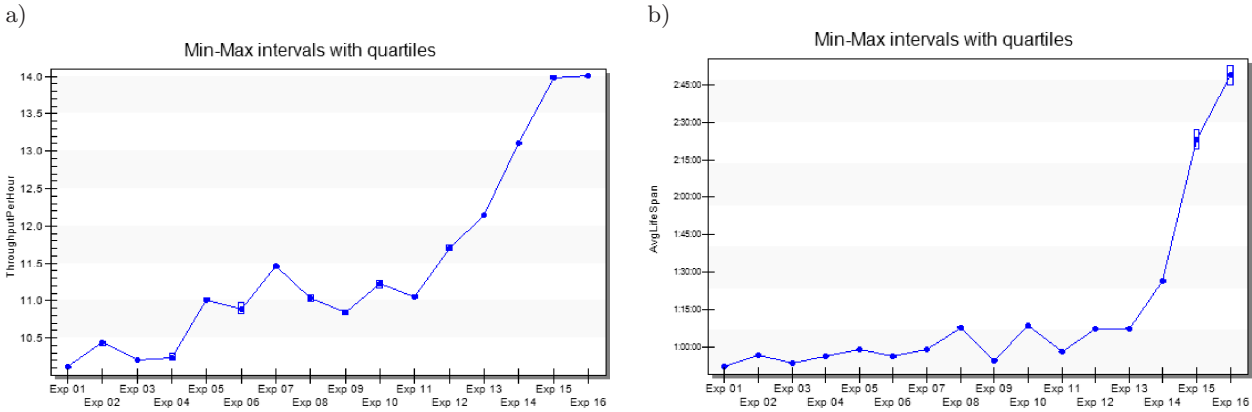 a)
Min-Max intervals with quartiles
14.0
13.5
13.0
12.5
12.0
11.5
11.0
10.5
ThroughputPerHour
Exp 01 Exp 03 Exp 05 Exp 07 Exp 09 Exp 11 Exp 13 Exp 15
Exp 02 Exp 04 Exp 06 Exp 08 Exp 10 Exp 12 Exp 14 Exp 16
b)
Min-Max intervals with quartiles
2:45:00
2:30:00
2:15:00
2:00:00
1:45:00
1:30:00
1:15:00
1:00:00
AvgLifeSpan
Exp 01 Exp 03 Exp 05 Exp 07 Exp 09 Exp 11 Exp 13 Exp 15
Exp 02 Exp 04 Exp 06 Exp 08 Exp 10 Exp 12 Exp 14 Exp 16